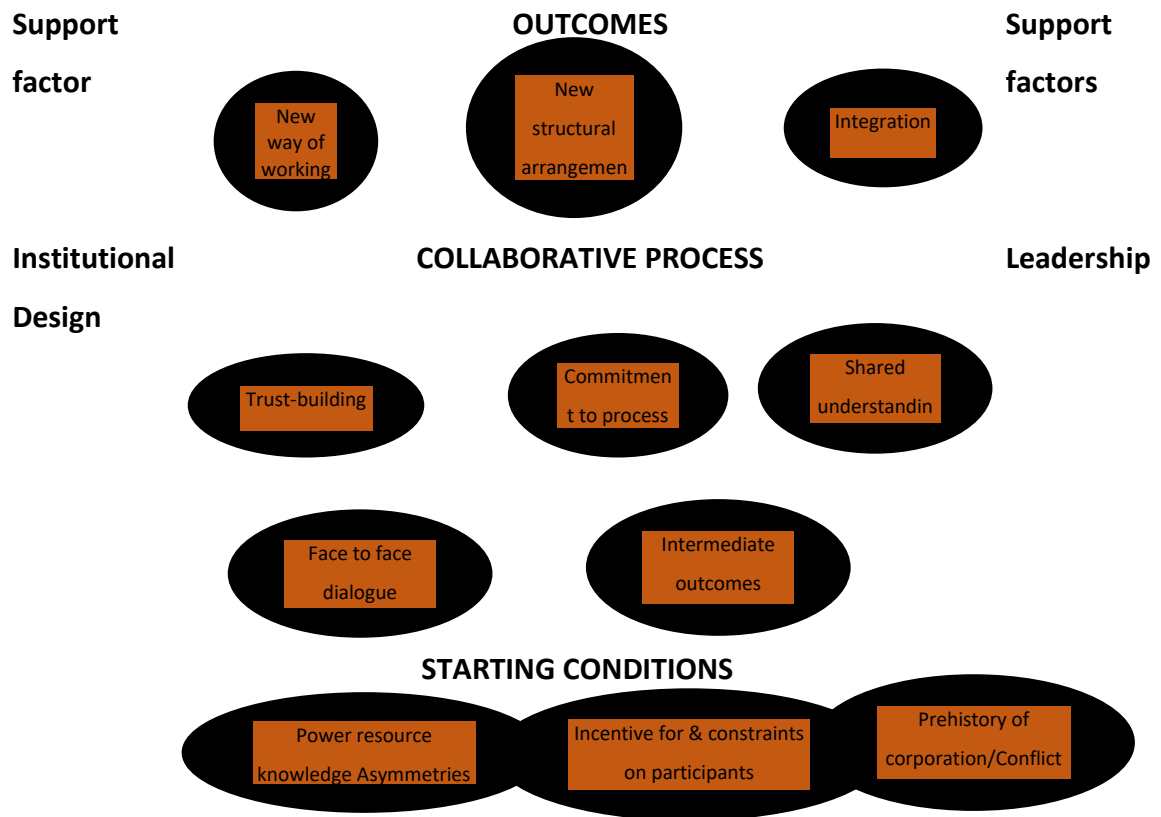 Support
factor
OUTCOMES
Support
factors
New
way of
working
New
structural
arrangemen
Integration
Institutional
Design
COLLABORATIVE PROCESS
Leadership
Trust-building
Commitmen
t to process
Shared
understandin
Face to face
dialogue
Intermediate
outcomes
STARTING CONDITIONS
Power resource
knowledge Asymmetries
Incentive for & constraints
on participants
Prehistory of
corporation/Conflict